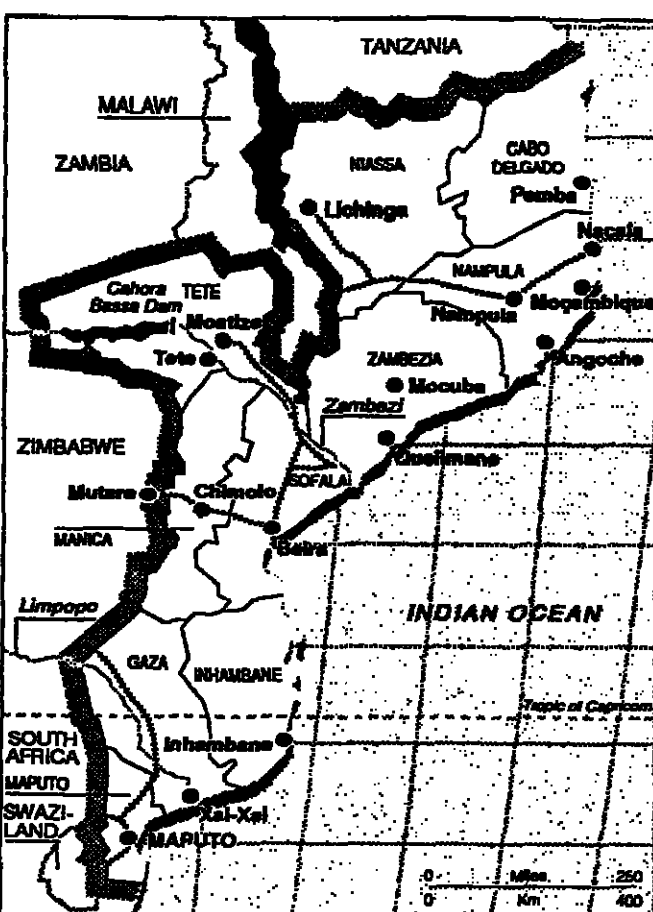 TANZANIA
MALAWI
ZAMBIA
NIASSA
CABO
DELGADO
Pemba
Lichinga
Nacala
NAMPULA
Cahora
Bassa Dam
TETE
Moatize
Nampula
Moçambique
Tete
ZAMBEZIA
Angoche
Mocuba
Zambezi
ZIMBABWE
Quelimane
SOFALA
Mutare
Chimoio
MANICA
Beira
Limpopo
INDIAN OCEAN
GAZA
INHAMBANE
Tropic of Capricorn
SOUTH
AFRICA
Inhambane
MAPUTO
Xai-Xai
SWAZI-
LAND
MAPUTO
0 Miles 250
0 Km 400